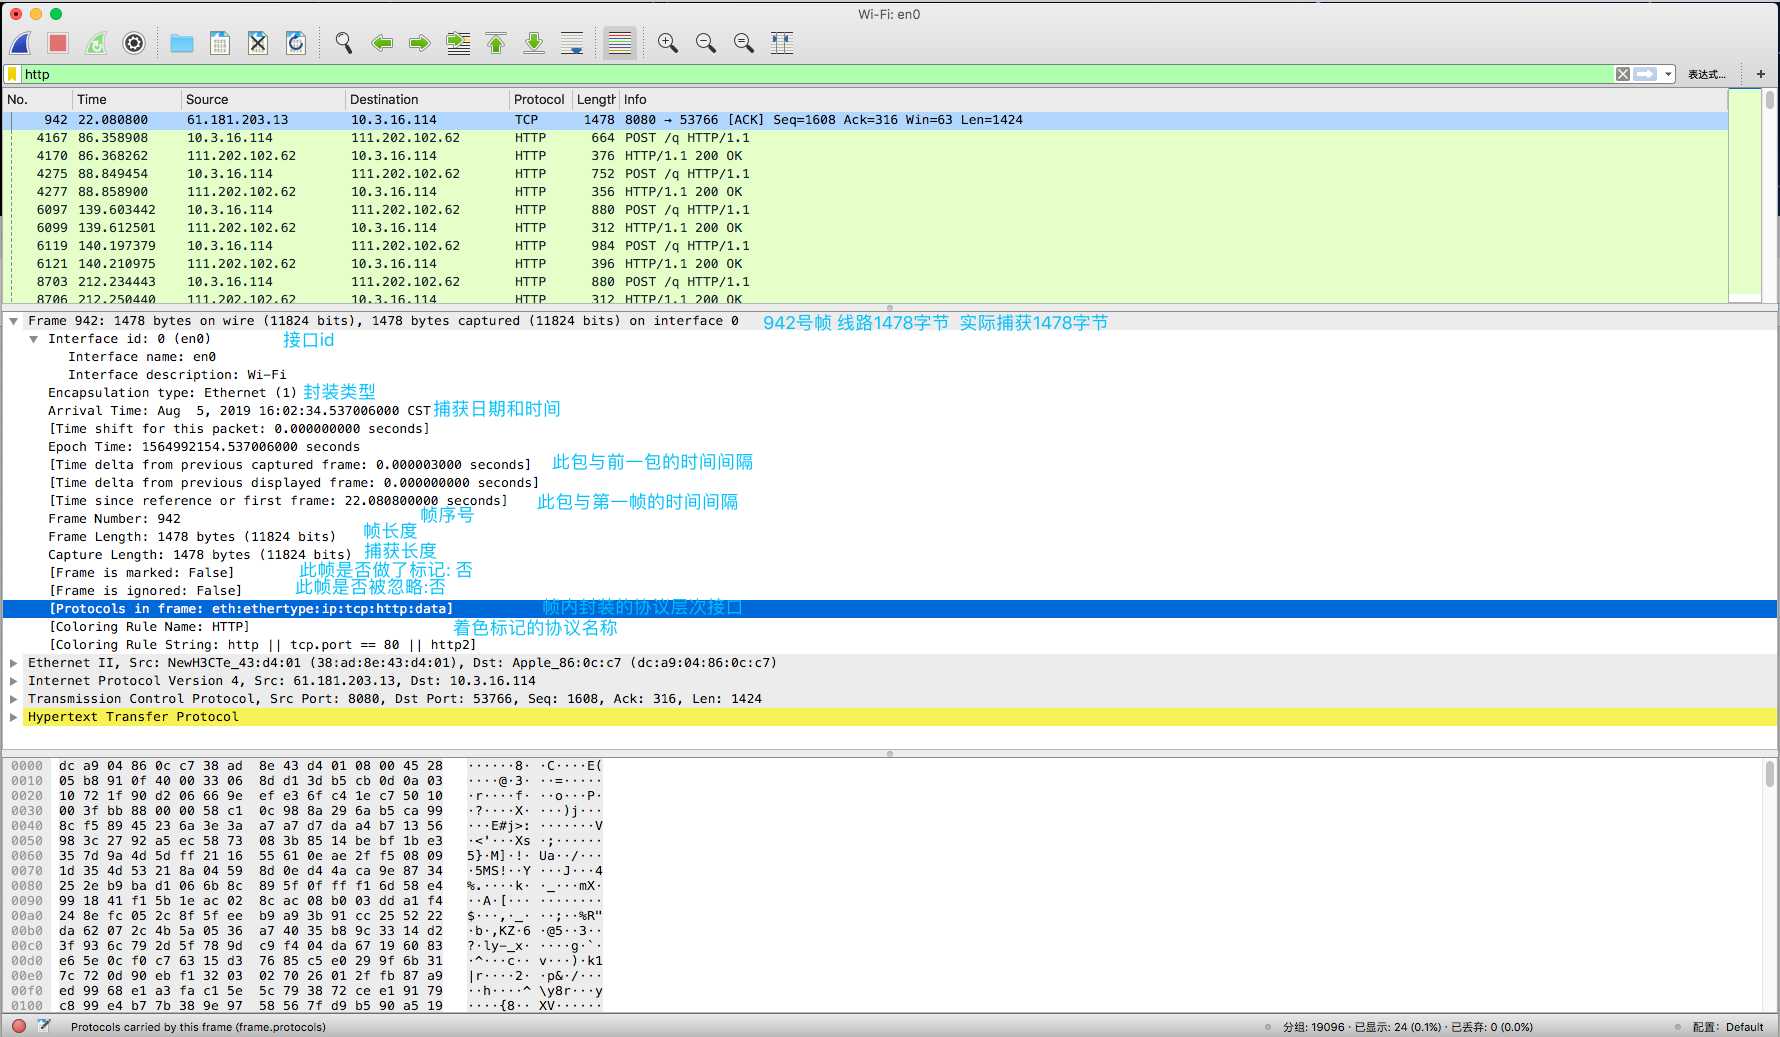 Wi-Fi: en0
http
表达式...
+
No. Time Source Destination Protocol Length Info
942 22.080800 61.181.203.13 10.3.16.114 TCP 1478 8080 → 53766 [ACK] Seq=1608 Ack=316 Win=63 Len=1424
4167 86.358908 10.3.16.114 111.202.102.62 HTTP 664 POST /q HTTP/1.1
4170 86.368262 111.202.102.62 10.3.16.114 HTTP 376 HTTP/1.1 200 OK
4275 88.849454 10.3.16.114 111.202.102.62 HTTP 752 POST /q HTTP/1.1
4277 88.858900 111.202.102.62 10.3.16.114 HTTP 356 HTTP/1.1 200 OK
6097 139.603442 10.3.16.114 111.202.102.62 HTTP 880 POST /q HTTP/1.1
6099 139.612501 111.202.102.62 10.3.16.114 HTTP 312 HTTP/1.1 200 OK
6119 140.197379 10.3.16.114 111.202.102.62 HTTP 984 POST /q HTTP/1.1
6121 140.210975 111.202.102.62 10.3.16.114 HTTP 396 HTTP/1.1 200 OK
8703 212.234443 10.3.16.114 111.202.102.62 HTTP 880 POST /q HTTP/1.1
8706 212.250440 111.202.102.62 10.3.16.114 HTTP 312 HTTP/1.1 200 OK
Frame 942: 1478 bytes on wire (11824 bits), 1478 bytes captured (11824 bits) on interface 0 942号帧 线路1478字节 实际捕获1478字节
Interface id: 0 (en0) 接口id
Interface name: en0
Interface description: Wi-Fi
Encapsulation type: Ethernet (1) 封装类型
Arrival Time: Aug  5, 2019 16:02:34.537006000 CST 捕获日期和时间
[Time shift for this packet: 0.000000000 seconds]
Epoch Time: 1564992154.537006000 seconds
[Time delta from previous captured frame: 0.000003000 seconds] 此包与前一包的时间间隔
[Time delta from previous displayed frame: 0.000000000 seconds]
[Time since reference or first frame: 22.080800000 seconds] 此包与第一帧的时间间隔
Frame Number: 942 帧序号
Frame Length: 1478 bytes (11824 bits) 帧长度
Capture Length: 1478 bytes (11824 bits) 捕获长度
[Frame is marked: False] 此帧是否做了标记: 否
[Frame is ignored: False] 此帧是否被忽略:否
[Protocols in frame: eth:ethertype:ip:tcp:http:data] 帧内封装的协议层次接口
[Coloring Rule Name: HTTP] 着色标记的协议名称
[Coloring Rule String: http || tcp.port == 80 || http2]
Ethernet II, Src: NewH3CTe_43:d4:01 (38:ad:8e:43:d4:01), Dst: Apple_86:0c:c7 (dc:a9:04:86:0c:c7)
Internet Protocol Version 4, Src: 61.181.203.13, Dst: 10.3.16.114
Transmission Control Protocol, Src Port: 8080, Dst Port: 53766, Seq: 1608, Ack: 316, Len: 1424
Hypertext Transfer Protocol
0000 dc a9 04 86 0c c7 38 ad 8e 43 d4 01 08 00 45 28 ······8· ·C····E(
0010 05 b8 91 0f 40 00 33 06 8d d1 3d b5 cb 0d 0a 03 ····@·3· ··=·····
0020 10 72 1f 90 d2 06 66 9e ef e3 6f c4 1e c7 50 10 ·r····f· ··o···P·
0030 00 3f bb 88 00 00 58 c1 0c 98 8a 29 6a b5 ca 99 ·?····X· ···)j···
0040 8c f5 89 45 23 6a 3e 3a a7 a7 d7 da a4 b7 13 56 ···E#j>: ·······V
0050 98 3c 27 92 a5 ec 58 73 08 3b 85 14 be bf 1b e3 ·<'···Xs ·;······
0060 35 7d 9a 4d 5d ff 21 16 55 61 0e ae 2f f5 08 09 5}·M]·!· Ua··/···
0070 1d 35 4d 53 21 8a 04 59 8d 0e d4 4a ca 9e 87 34 ·5MS!··Y ···J···4
0080 25 2e b9 ba d1 06 6b 8c 89 5f 0f ff f1 6d 58 e4 %.····k· ·_···mX·
0090 99 18 41 f1 5b 1e ac 02 8c ac 08 b0 03 dd a1 f4 ··A·[··· ········
00a0 24 8e fc 05 2c 8f 5f ee b9 a9 3b 91 cc 25 52 22 $···,·_· ··;··%R"
00b0 da 62 07 2c 4b 5a 05 36 a7 40 35 b8 9c 33 14 d2 ·b·,KZ·6 ·@5··3··
00c0 3f 93 6c 79 2d 5f 78 9d c9 f4 04 da 67 19 60 83 ?·ly-_x· ····g·`·
00d0 e6 5e 0c f0 c7 63 15 d3 76 85 c5 e0 29 9f 6b 31 ·^···c·· v···)·k1
00e0 7c 72 0d 90 eb f1 32 03 02 70 26 01 2f fb 87 a9 |r····2· ·p&·/···
00f0 ed 99 68 e1 a3 fa c1 5e 5c 79 38 72 ce e1 91 79 ··h····^ \y8r···y
0100 c8 99 e4 b7 7b 38 9e 97 58 56 7f d9 b5 90 a5 19 ····{8·· XV······
Protocols carried by this frame (frame.protocols) 分组: 19096 · 已显示: 24 (0.1%) · 已丢弃: 0 (0.0%) 配置: Default